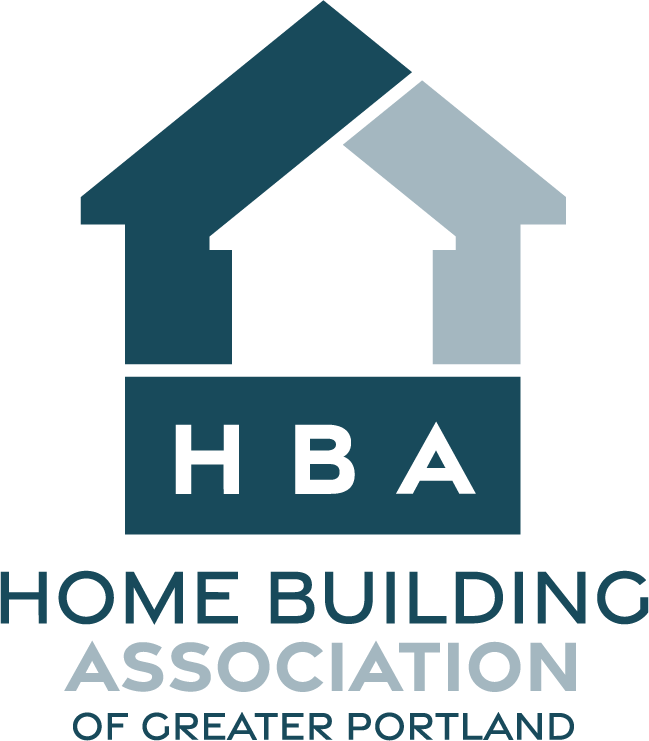 HBA
HOME BUILDING
ASSOCIATION
OF GREATER PORTLAND